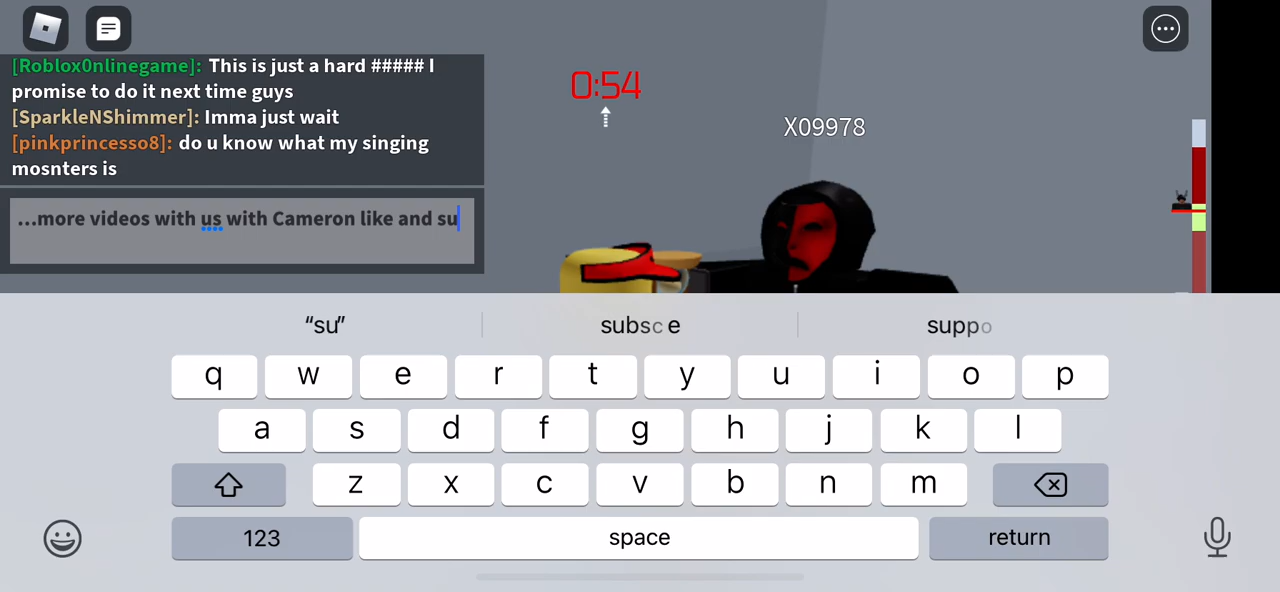 [Roblox0nlinegame]: This is just a hard ##### I
promise to do it next time guys
[SparkleNShimmer]: Imma just wait
[pinkprincesso8]: do u know what my singing
mosnters is
...more videos with us with Cameron like and su
0:54
X09978
“su”
subsc e
suppo
q w e r t y u i o p
a s d f g h j k l
z x c v b n m
123 space return